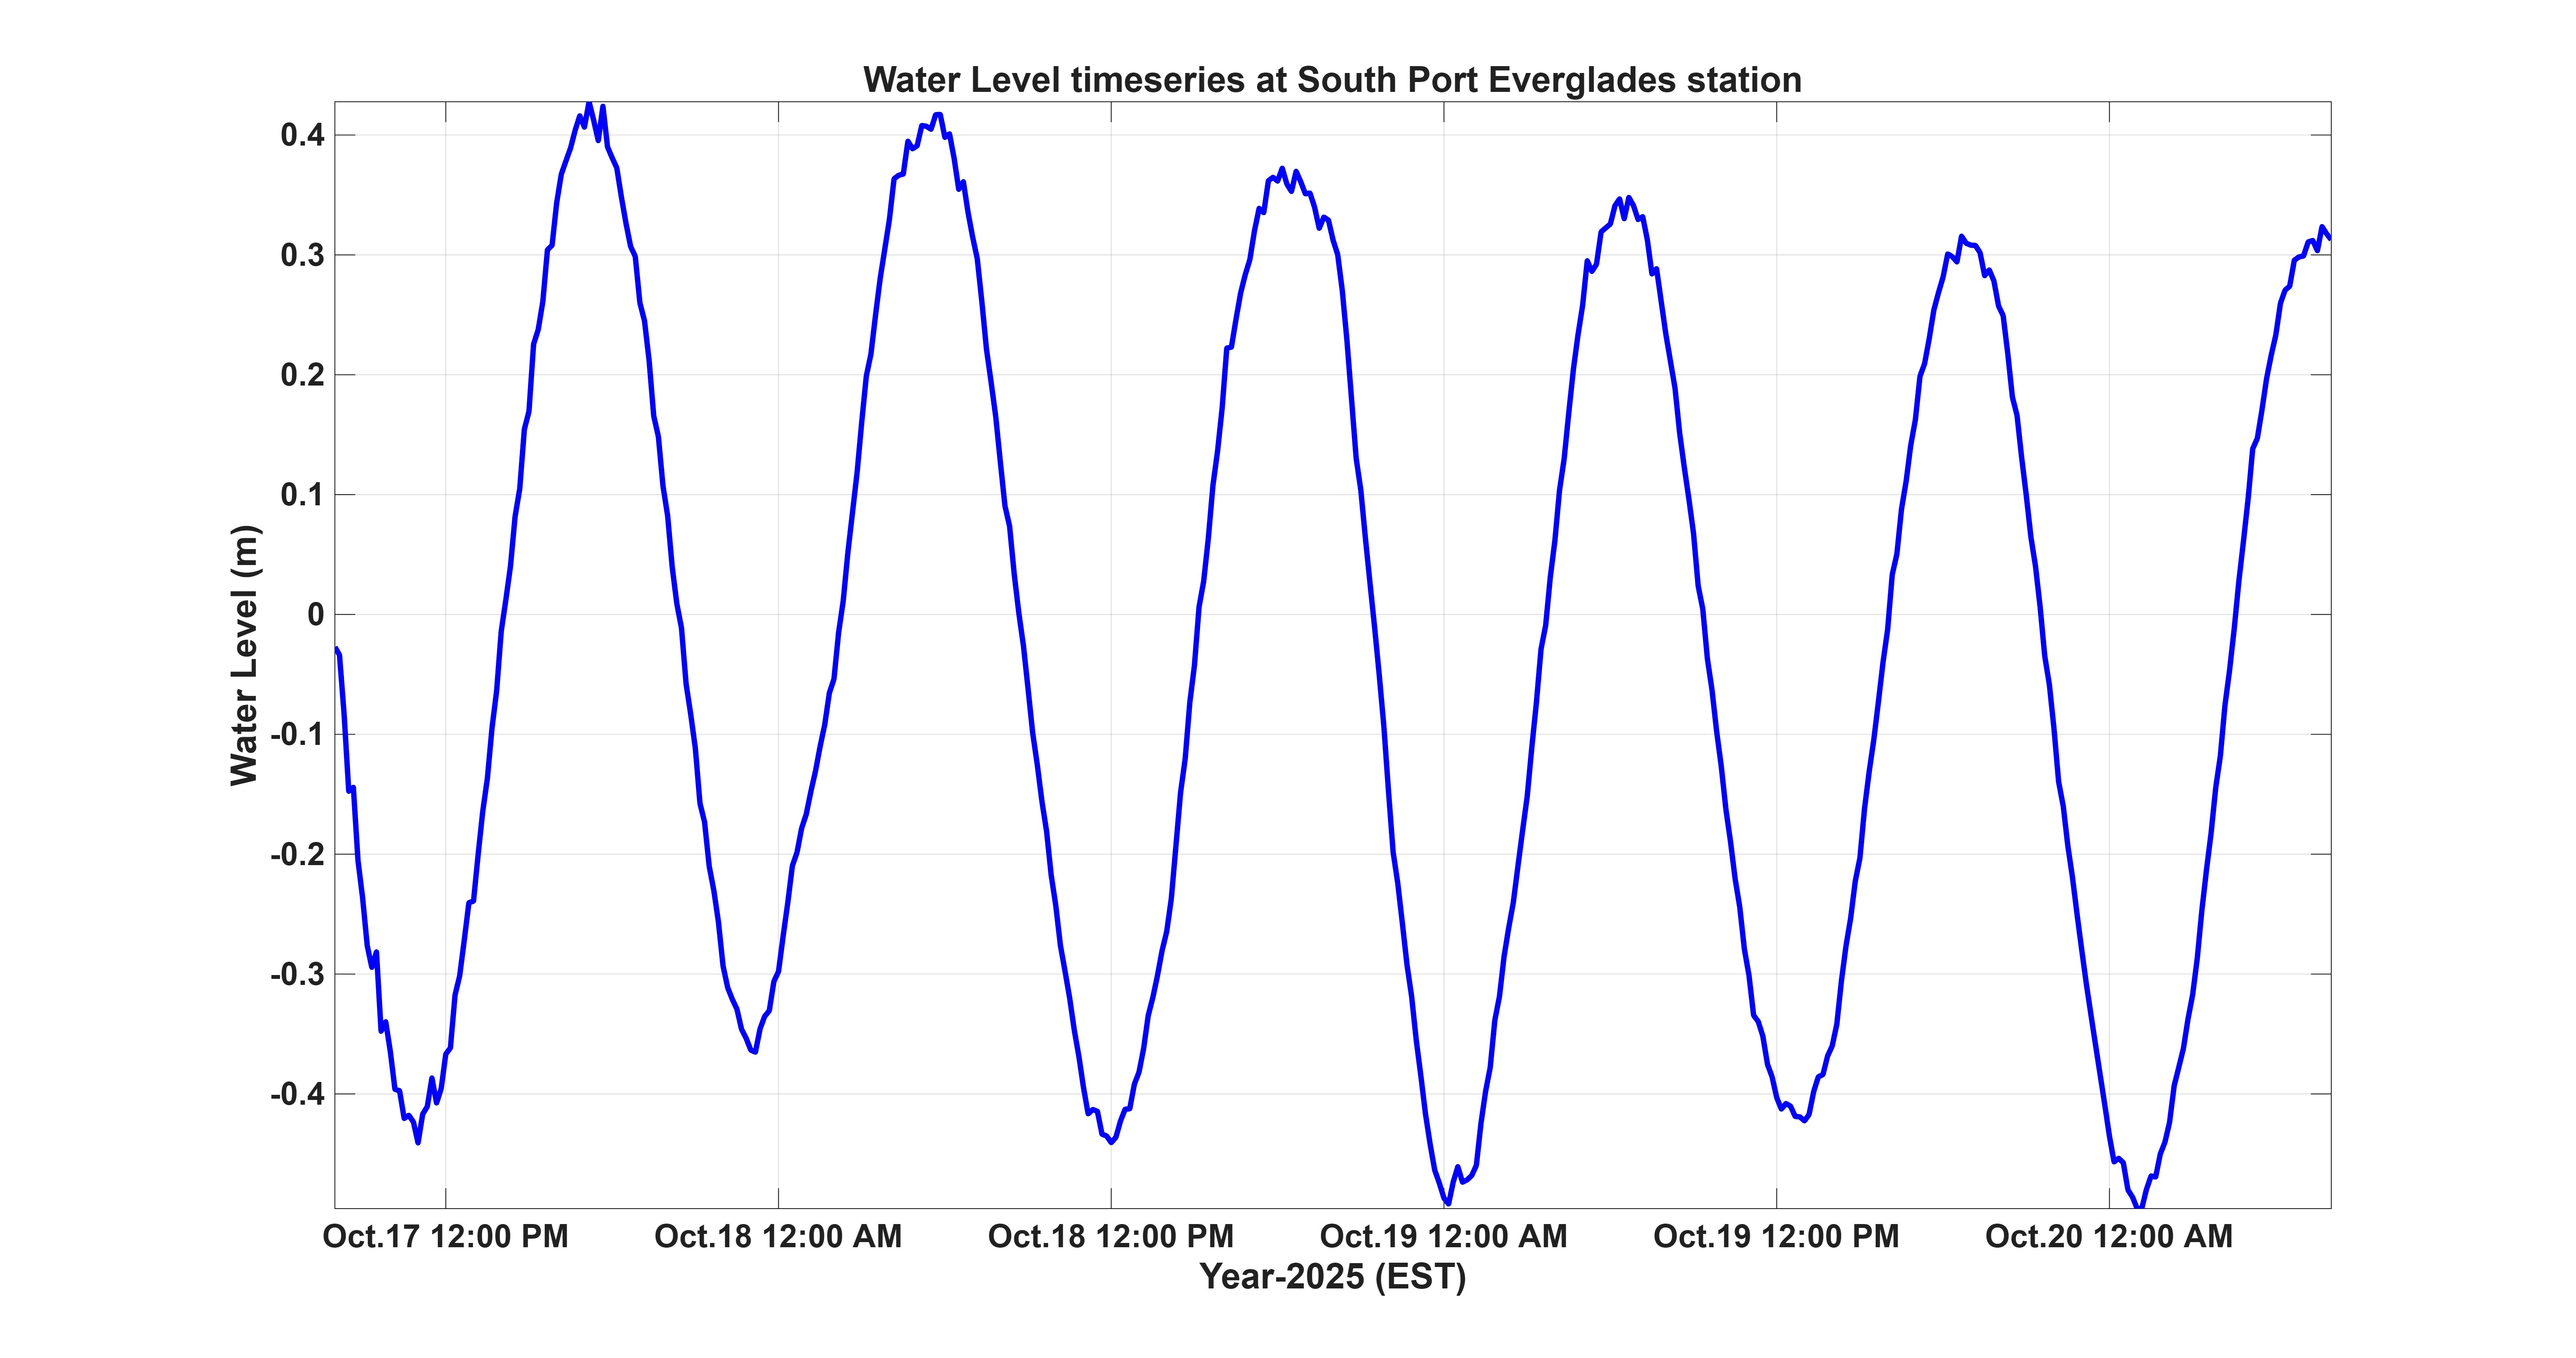 Water Level timeseries at South Port Everglades station
0.4
0.3
0.2
0.1
0
-0.1
-0.2
-0.3
-0.4
Water Level (m)
Oct.17 12:00 PM Oct.18 12:00 AM Oct.18 12:00 PM Oct.19 12:00 AM Oct.19 12:00 PM Oct.20 12:00 AM
Year-2025 (EST)